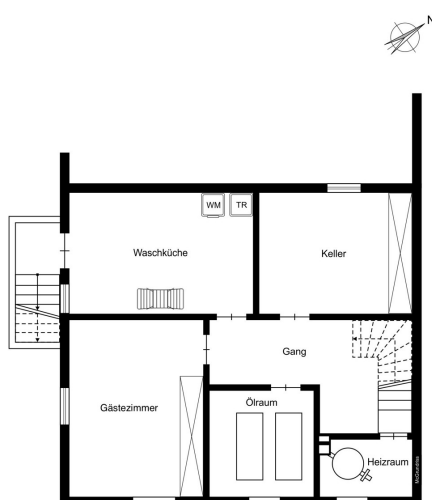 N
WM TR
Waschküche
Keller
Gang
Gästezimmer
Ölraum
Heizraum